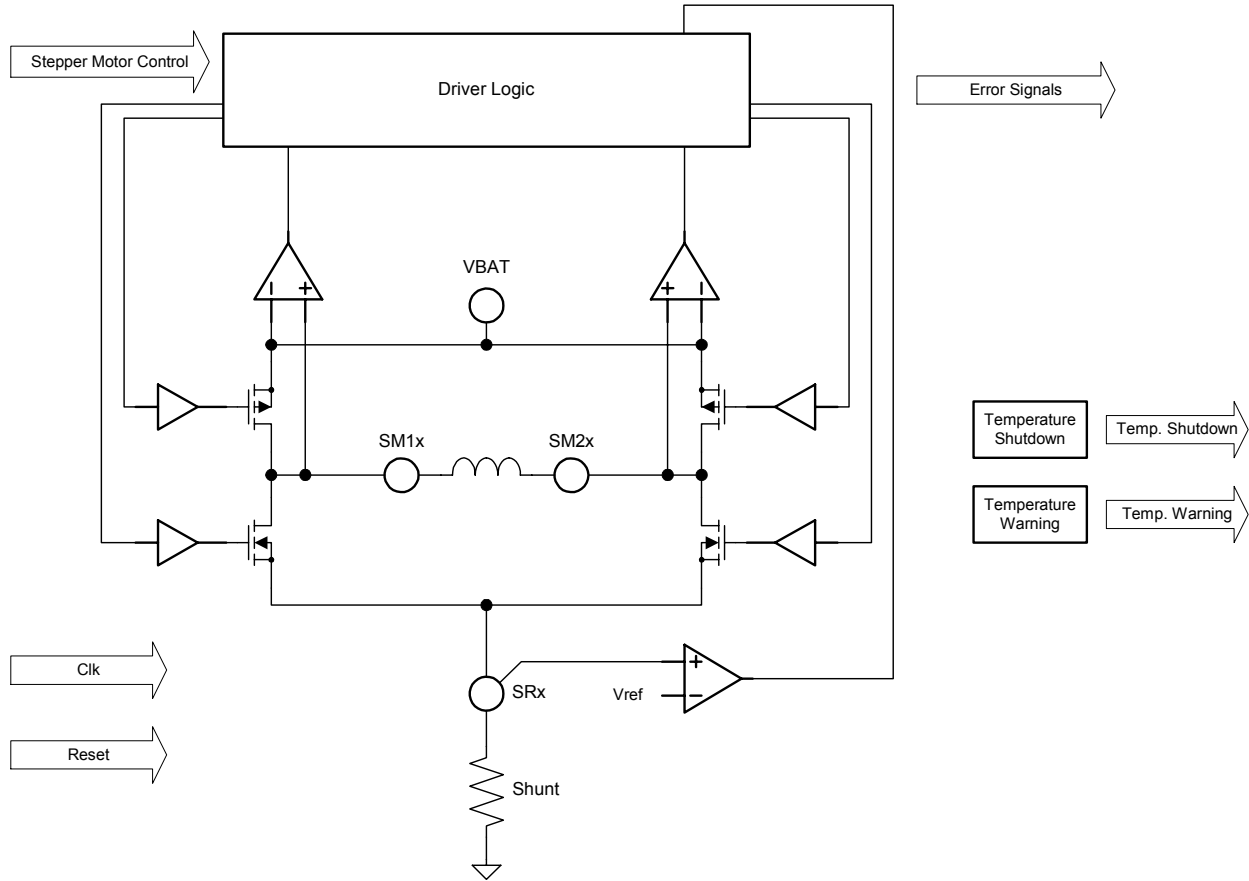 Stepper Motor Control
Driver Logic
Error Signals
VBAT
SM1x
SM2x
Temperature
Shutdown
Temp. Shutdown
Temperature
Warning
Temp. Warning
Clk
SRx
Vref
Reset
Shunt